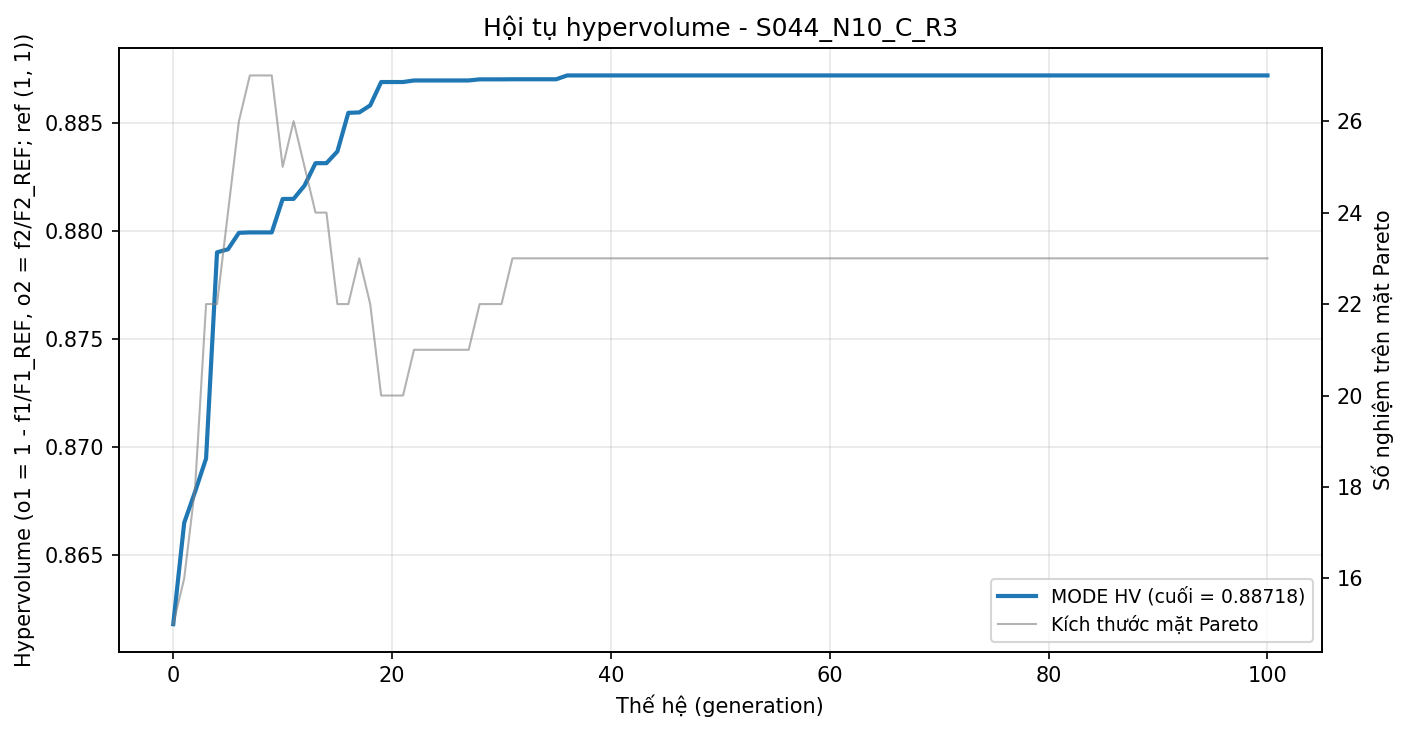 Hội tụ hypervolume - S044_N10_C_R3
Hypervolume (o1 = 1 - f1/F1_REF, o2 = f2/F2_REF; ref (1, 1))
0.885
0.880
0.875
0.870
0.865
26
24
22
20
18
16
Số nghiệm trên mặt Pareto
MODE HV (cuối = 0.88718)
Kích thước mặt Pareto
0
20
40
60
80
100
Thế hệ (generation)